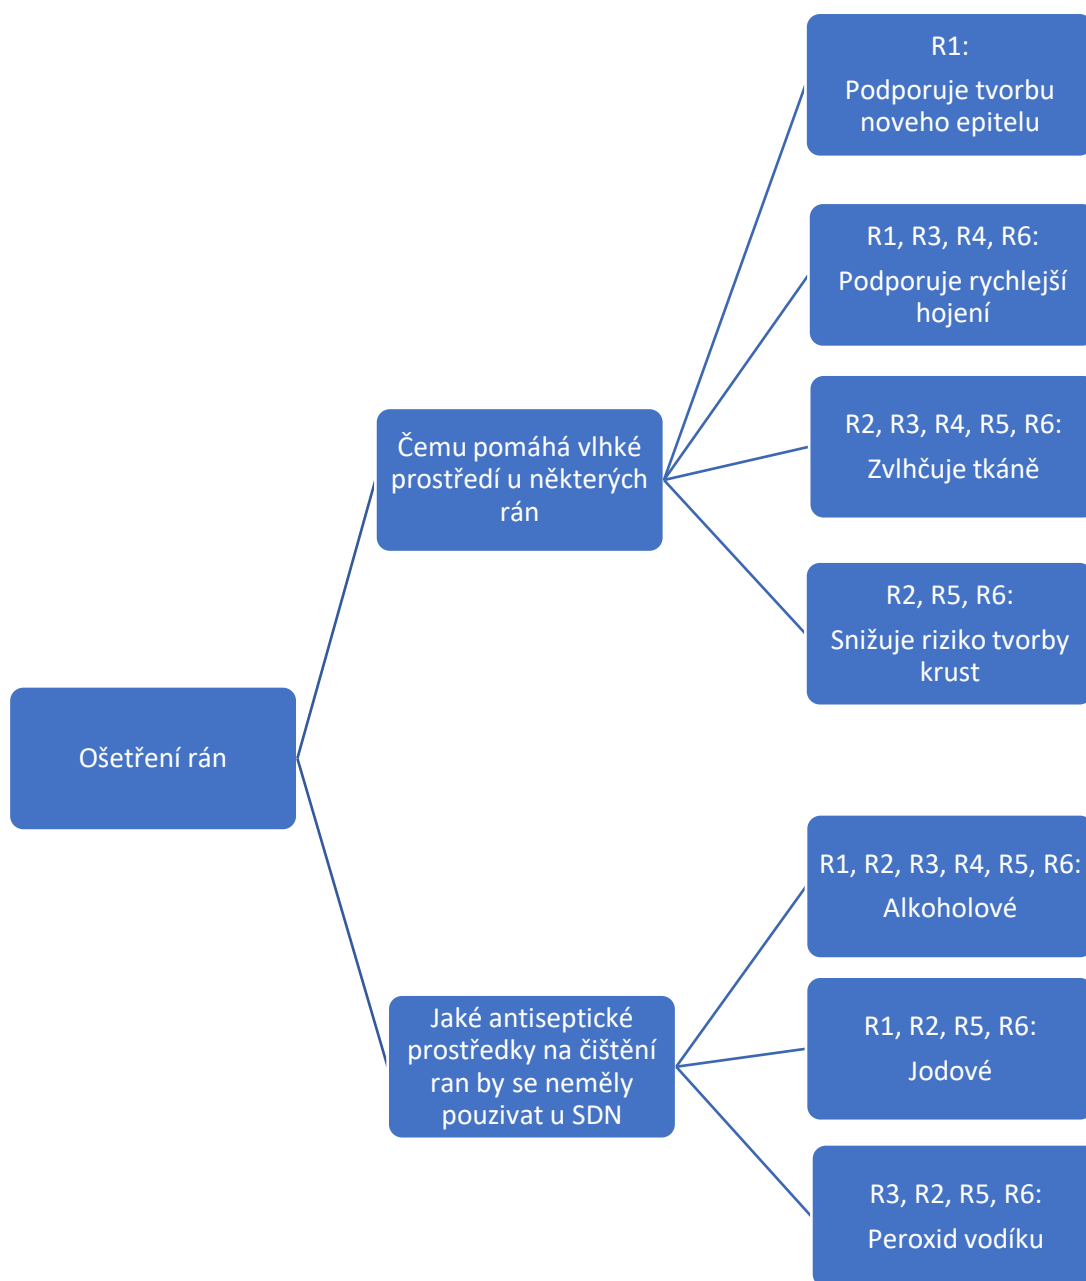 R1:
Podporuje tvorbu
noveho epitelu
R1, R3, R4, R6:
Podporuje rychlejší
hojení
R2, R3, R4, R5, R6:
Zvlhčuje tkáně
R2, R5, R6:
Snižuje riziko tvorby
krust
Čemu pomáhá vlhké
prostředí u některých
rán
Ošetření rán
R1, R2, R3, R4, R5, R6:
Alkoholové
R1, R2, R5, R6:
Jodové
R3, R2, R5, R6:
Peroxid vodíku
Jaké antiseptické
prostředky na čištění
ran by se neměly
pouzivat u SDN